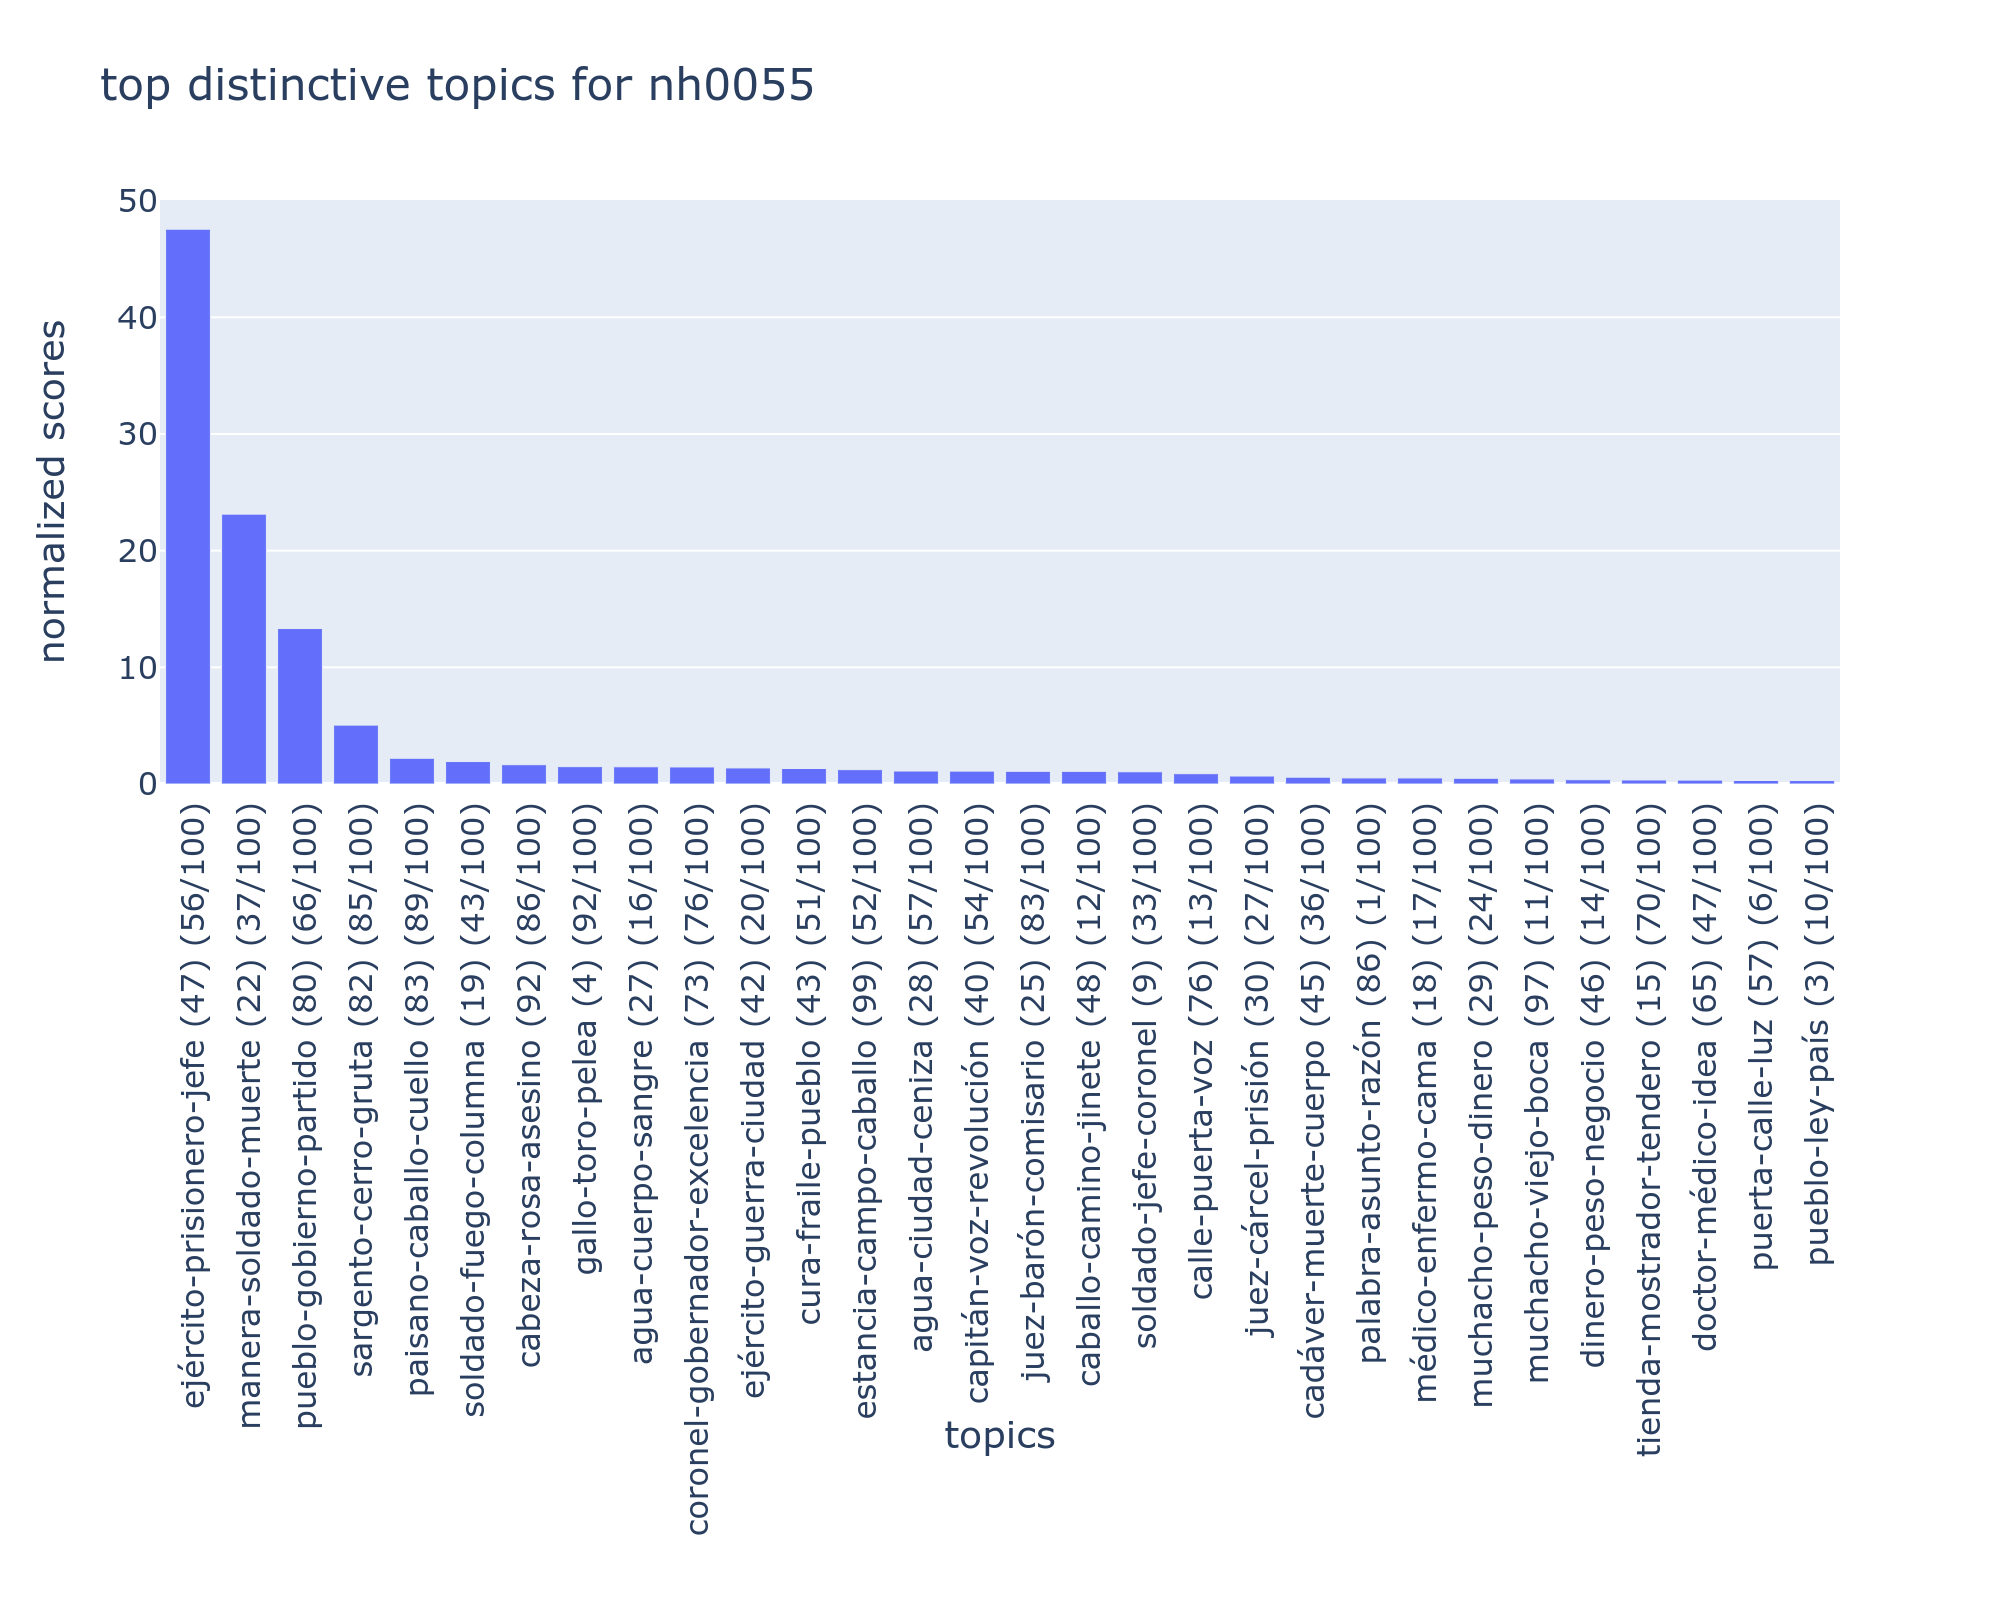 top distinctive topics for nh0055
normalized scores
50
40
30
20
10
0
ejército-prisionero-jefe (47) (56/100)
manera-soldado-muerte (22) (37/100)
pueblo-gobierno-partido (80) (66/100)
sargento-cerro-gruta (82) (85/100)
paisano-caballo-cuello (83) (89/100)
soldado-fuego-columna (19) (43/100)
cabeza-rosa-asesino (92) (86/100)
gallo-toro-pelea (4) (92/100)
agua-cuerpo-sangre (27) (16/100)
coronel-gobernador-excelencia (73) (76/100)
ejército-guerra-ciudad (42) (20/100)
cura-fraile-pueblo (43) (51/100)
estancia-campo-caballo (99) (52/100)
agua-ciudad-ceniza (28) (57/100)
capitán-voz-revolución (40) (54/100)
juez-barón-comisario (25) (83/100)
caballo-camino-jinete (48) (12/100)
soldado-jefe-coronel (9) (33/100)
calle-puerta-voz (76) (13/100)
juez-cárcel-prisión (30) (27/100)
cadáver-muerte-cuerpo (45) (36/100)
palabra-asunto-razón (86) (1/100)
médico-enfermo-cama (18) (17/100)
muchacho-peso-dinero (29) (24/100)
muchacho-viejo-boca (97) (11/100)
dinero-peso-negocio (46) (14/100)
tienda-mostrador-tendero (15) (70/100)
doctor-médico-idea (65) (47/100)
puerta-calle-luz (57) (6/100)
pueblo-ley-país (3) (10/100)
topics